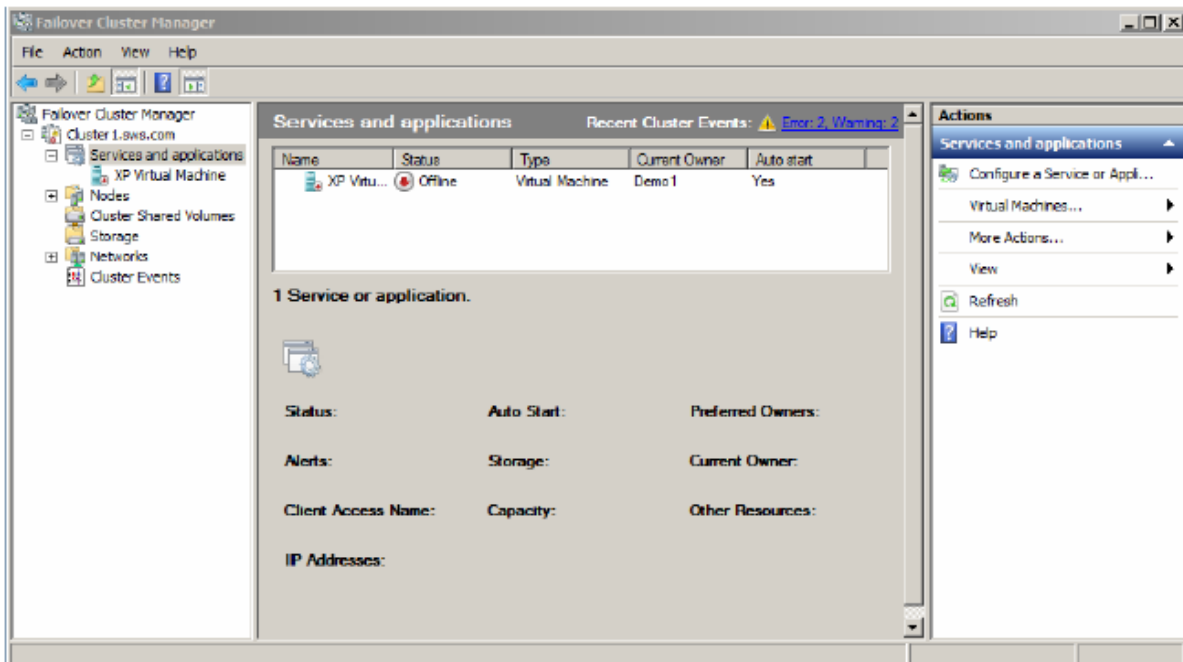 Failover Cluster Manager
File Action View Help
Failover Cluster Manager
Cluster1.sws.com
Services and applications
XP Virtual Machine
Nodes
Cluster Shared Volumes
Storage
Networks
Cluster Events
Services and applications Recent Cluster Events: Error: 2, Warning: 2
Name Status Type Current Owner Auto start
XP Virtu... Offline Virtual Machine Demo1 Yes
1 Service or application.
Status: Auto Start: Preferred Owners:
Alerts: Storage: Current Owner:
Client Access Name: Capacity: Other Resources:
IP Addresses:
Actions
Services and applications
Configure a Service or Appli...
Virtual Machines...
More Actions...
View
Refresh
Help